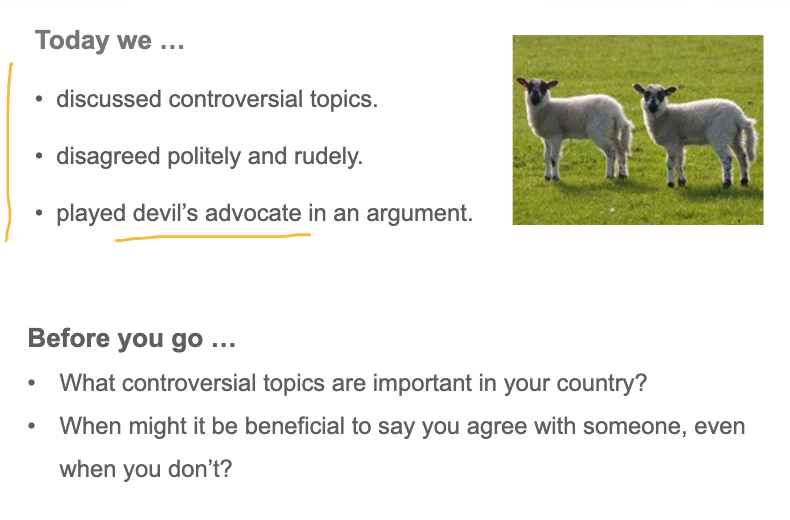 Today we …
• discussed controversial topics.
• disagreed politely and rudely.
• played devil’s advocate in an argument.
Before you go …
• What controversial topics are important in your country?
• When might it be beneficial to say you agree with someone, even
when you don’t?